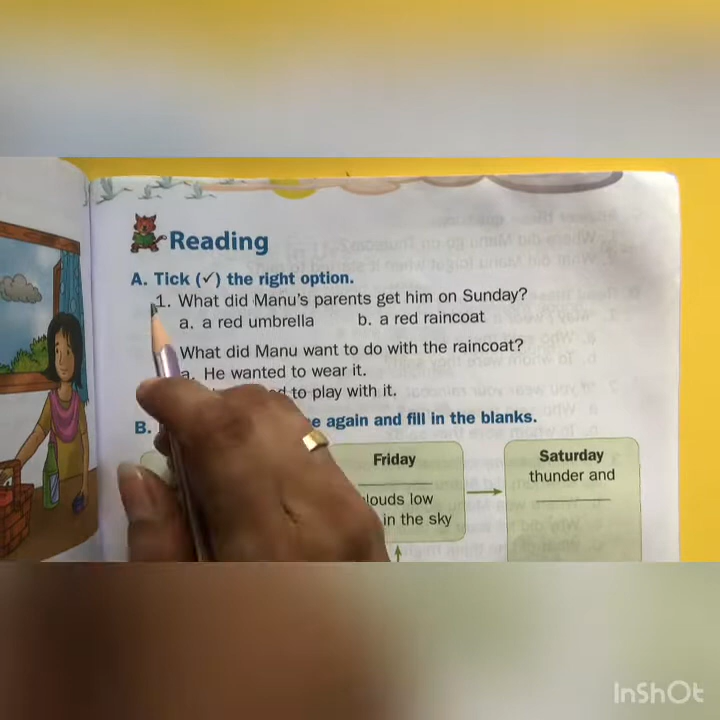 Reading
A. Tick (✓) the right option.
1. What did Manu's parents get him on Sunday?
a. a red umbrella b. a red raincoat
What did Manu want to do with the raincoat?
a. He wanted to wear it.
to play with it.
B. again and fill in the blanks.
Friday
clouds low
in the sky
Saturday
thunder and
InShOt